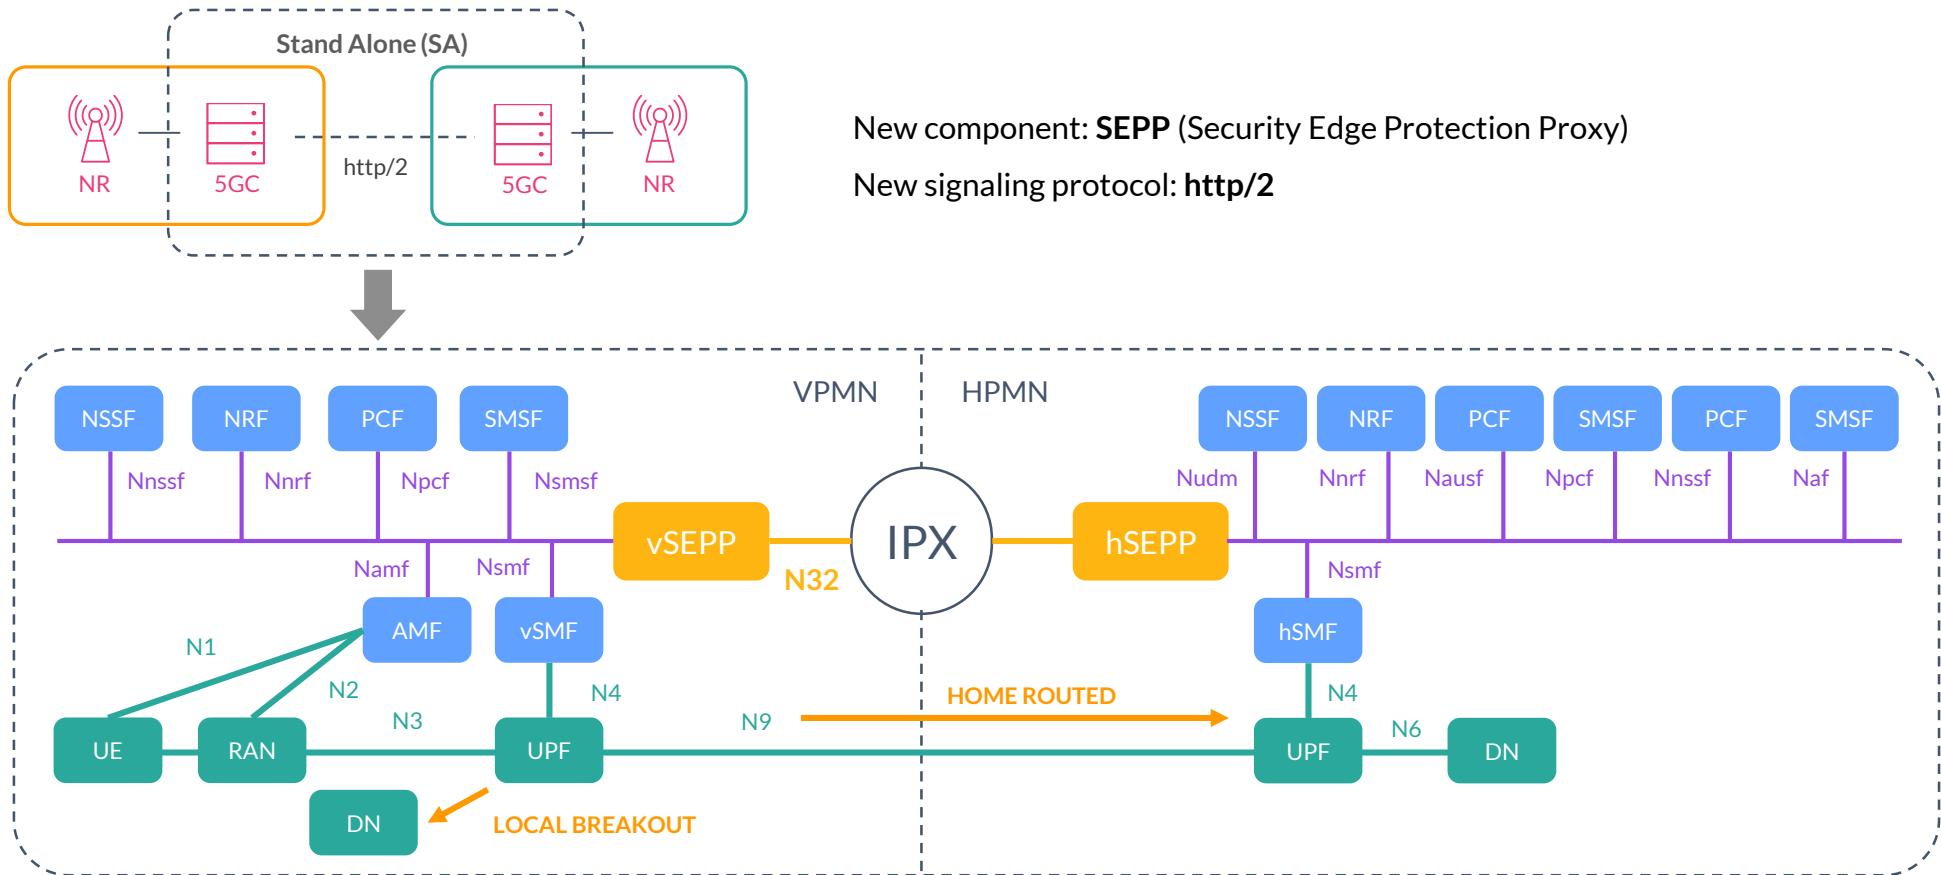 Stand Alone (SA)
NR
5GC
http/2
5GC
NR
New component: SEPP (Security Edge Protection Proxy)
New signaling protocol: http/2
VPMN
HPMN
NSSF
NRF
PCF
SMSF
NSSF
NRF
PCF
SMSF
PCF
SMSF
Nnssf
Nnrf
Npcf
Nsmsf
Nudm
Nnrf
Nausf
Npcf
Nnssf
Naf
vSEPP
IPX
hSEPP
N32
Namf
Nsmf
Nsmf
AMF
vSMF
hSMF
N1
N2
N4
HOME ROUTED
N4
N3
N9
N6
UE
RAN
UPF
UPF
DN
DN
LOCAL BREAKOUT